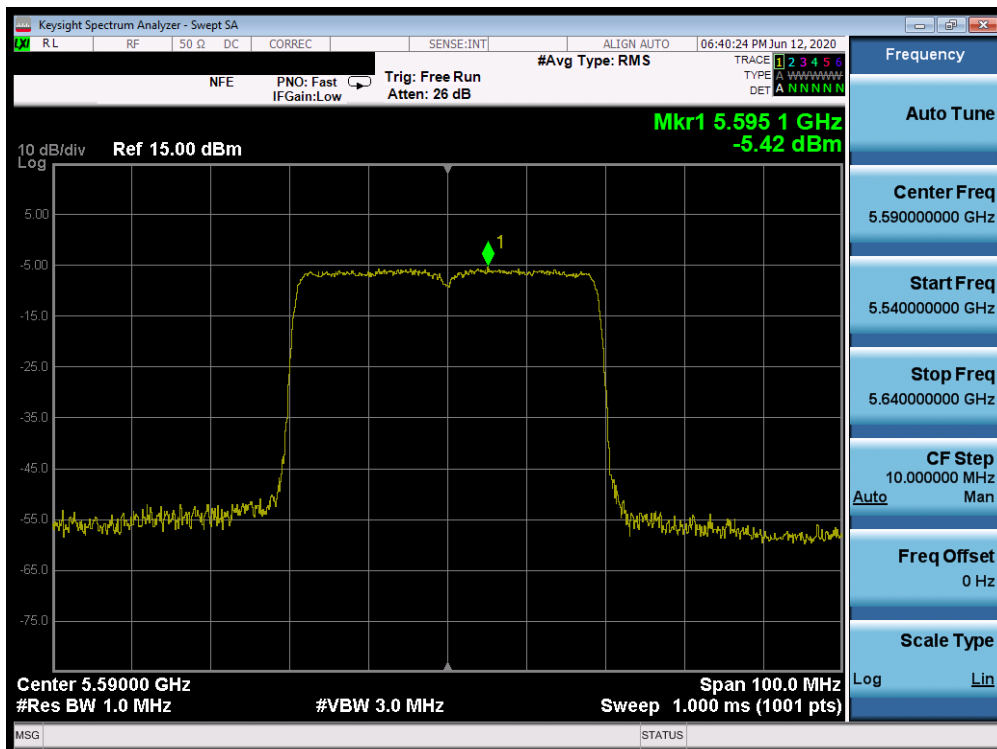 Keysight Spectrum Analyzer - Swept SA
LXI RL RF 50 Ω DC CORREC SENSE:INT ALIGN AUTO 06:40:24 PM Jun 12, 2020
NFE PNO: Fast Trig: Free Run #Avg Type: RMS TRACE 1 2 3 4 5 6
IFGain:Low Atten: 26 dB TYPE A WWWWW
DET A N N N N N
Mkr1 5.595 1 GHz
-5.42 dBm
10 dB/div Ref 15.00 dBm
Log
5.00
1
-5.00
-15.0
-25.0
-35.0
-45.0
-55.0
-65.0
-75.0
Center 5.59000 GHz Span 100.0 MHz
#Res BW 1.0 MHz #VBW 3.0 MHz Sweep 1.000 ms (1001 pts)
MSG STATUS
Frequency
Auto Tune
Center Freq
5.590000000 GHz
Start Freq
5.540000000 GHz
Stop Freq
5.640000000 GHz
CF Step
10.000000 MHz
Auto Man
Freq Offset
0 Hz
Scale Type
Log Lin